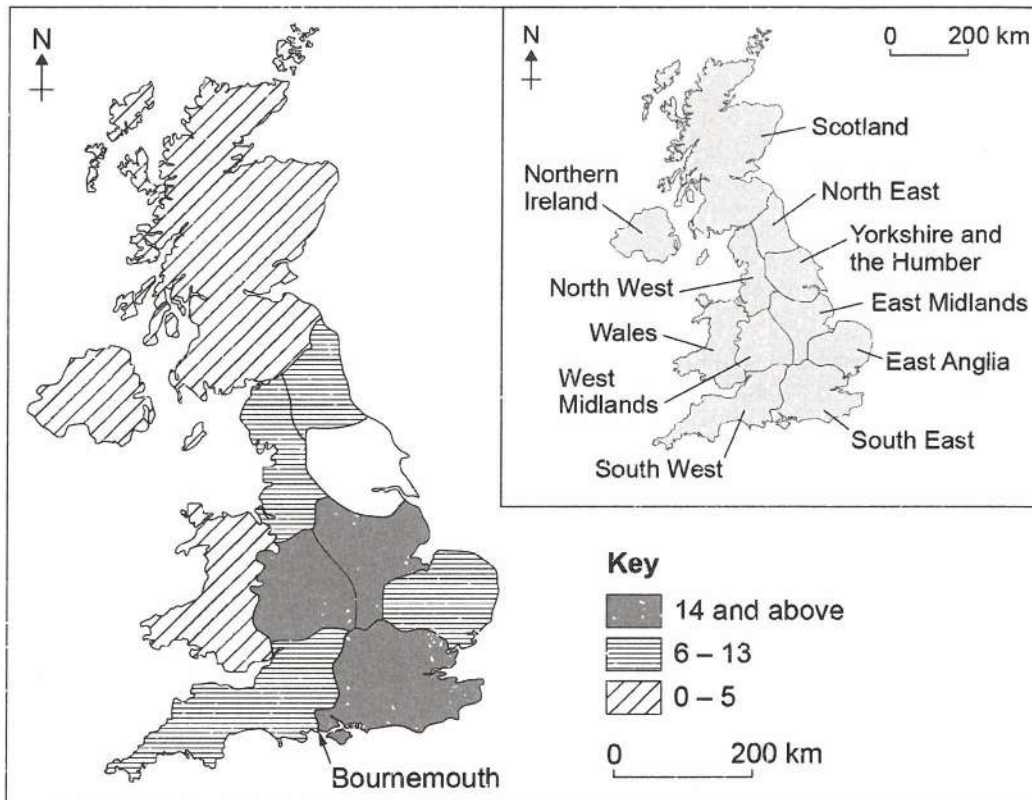 N
Bournemouth
N
0 200 km
Scotland
Northern
Ireland
North East
Yorkshire and
the Humber
North West
East Midlands
Wales
East Anglia
West
Midlands
South East
South West
Key
14 and above
6 – 13
0 – 5
0 200 km